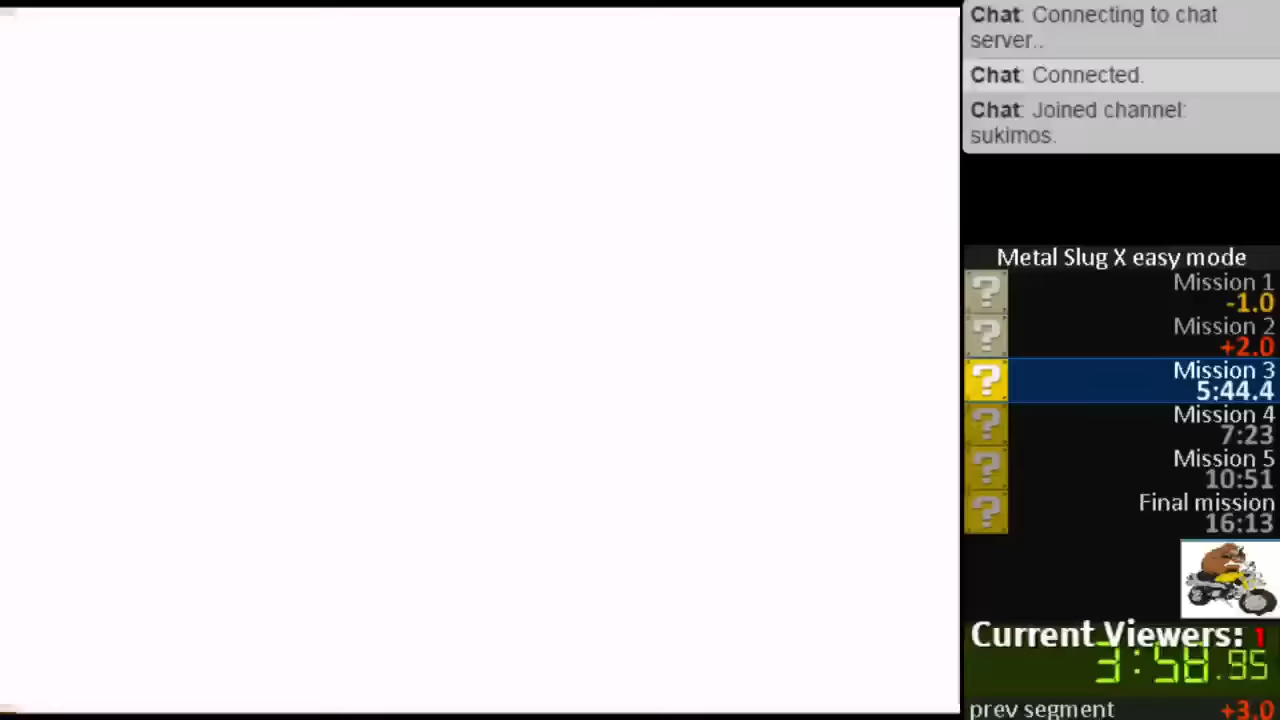 Chat: Connecting to chat
server..
Chat: Connected.
Chat: Joined channel:
sukimos.
Metal Slug X easy mode
Mission 1
-1.0
Mission 2
+2.0
Mission 3
5:44.4
Mission 4
7:23
Mission 5
10:51
Final mission
16:13
Current Viewers: 1
3:58.95
prev segment +3.0